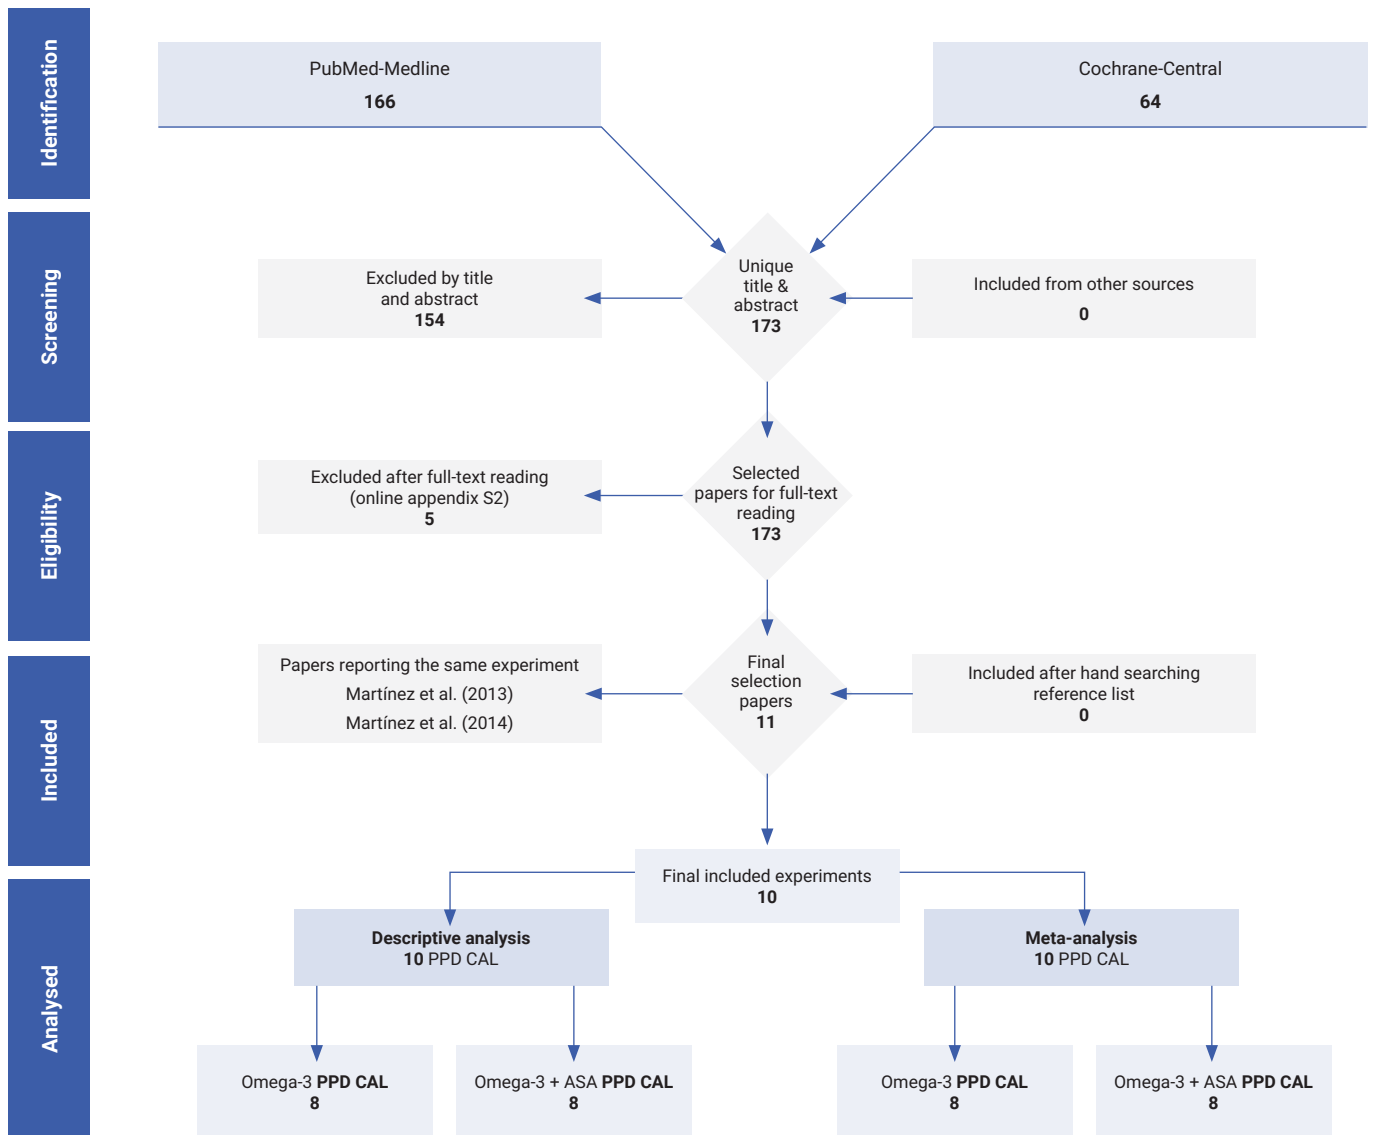 Identification
PubMed-Medline
166
Cochrane-Central
64
Screening
Excluded by title
and abstract
154
Unique
title &
abstract
173
Included from other sources
0
Eligibility
Excluded after full-text reading
(online appendix S2)
5
Selected
papers for full-text
reading
173
Included
Papers reporting the same experiment
Martínez et al. (2013)
Martínez et al. (2014)
Final
selection
papers
11
Included after hand searching
reference list
0
Analysed
Final included experiments
10
Descriptive analysis
10 PPD CAL
Meta-analysis
10 PPD CAL
Omega-3 PPD CAL
8
Omega-3 + ASA PPD CAL
8
Omega-3 PPD CAL
8
Omega-3 + ASA PPD CAL
8